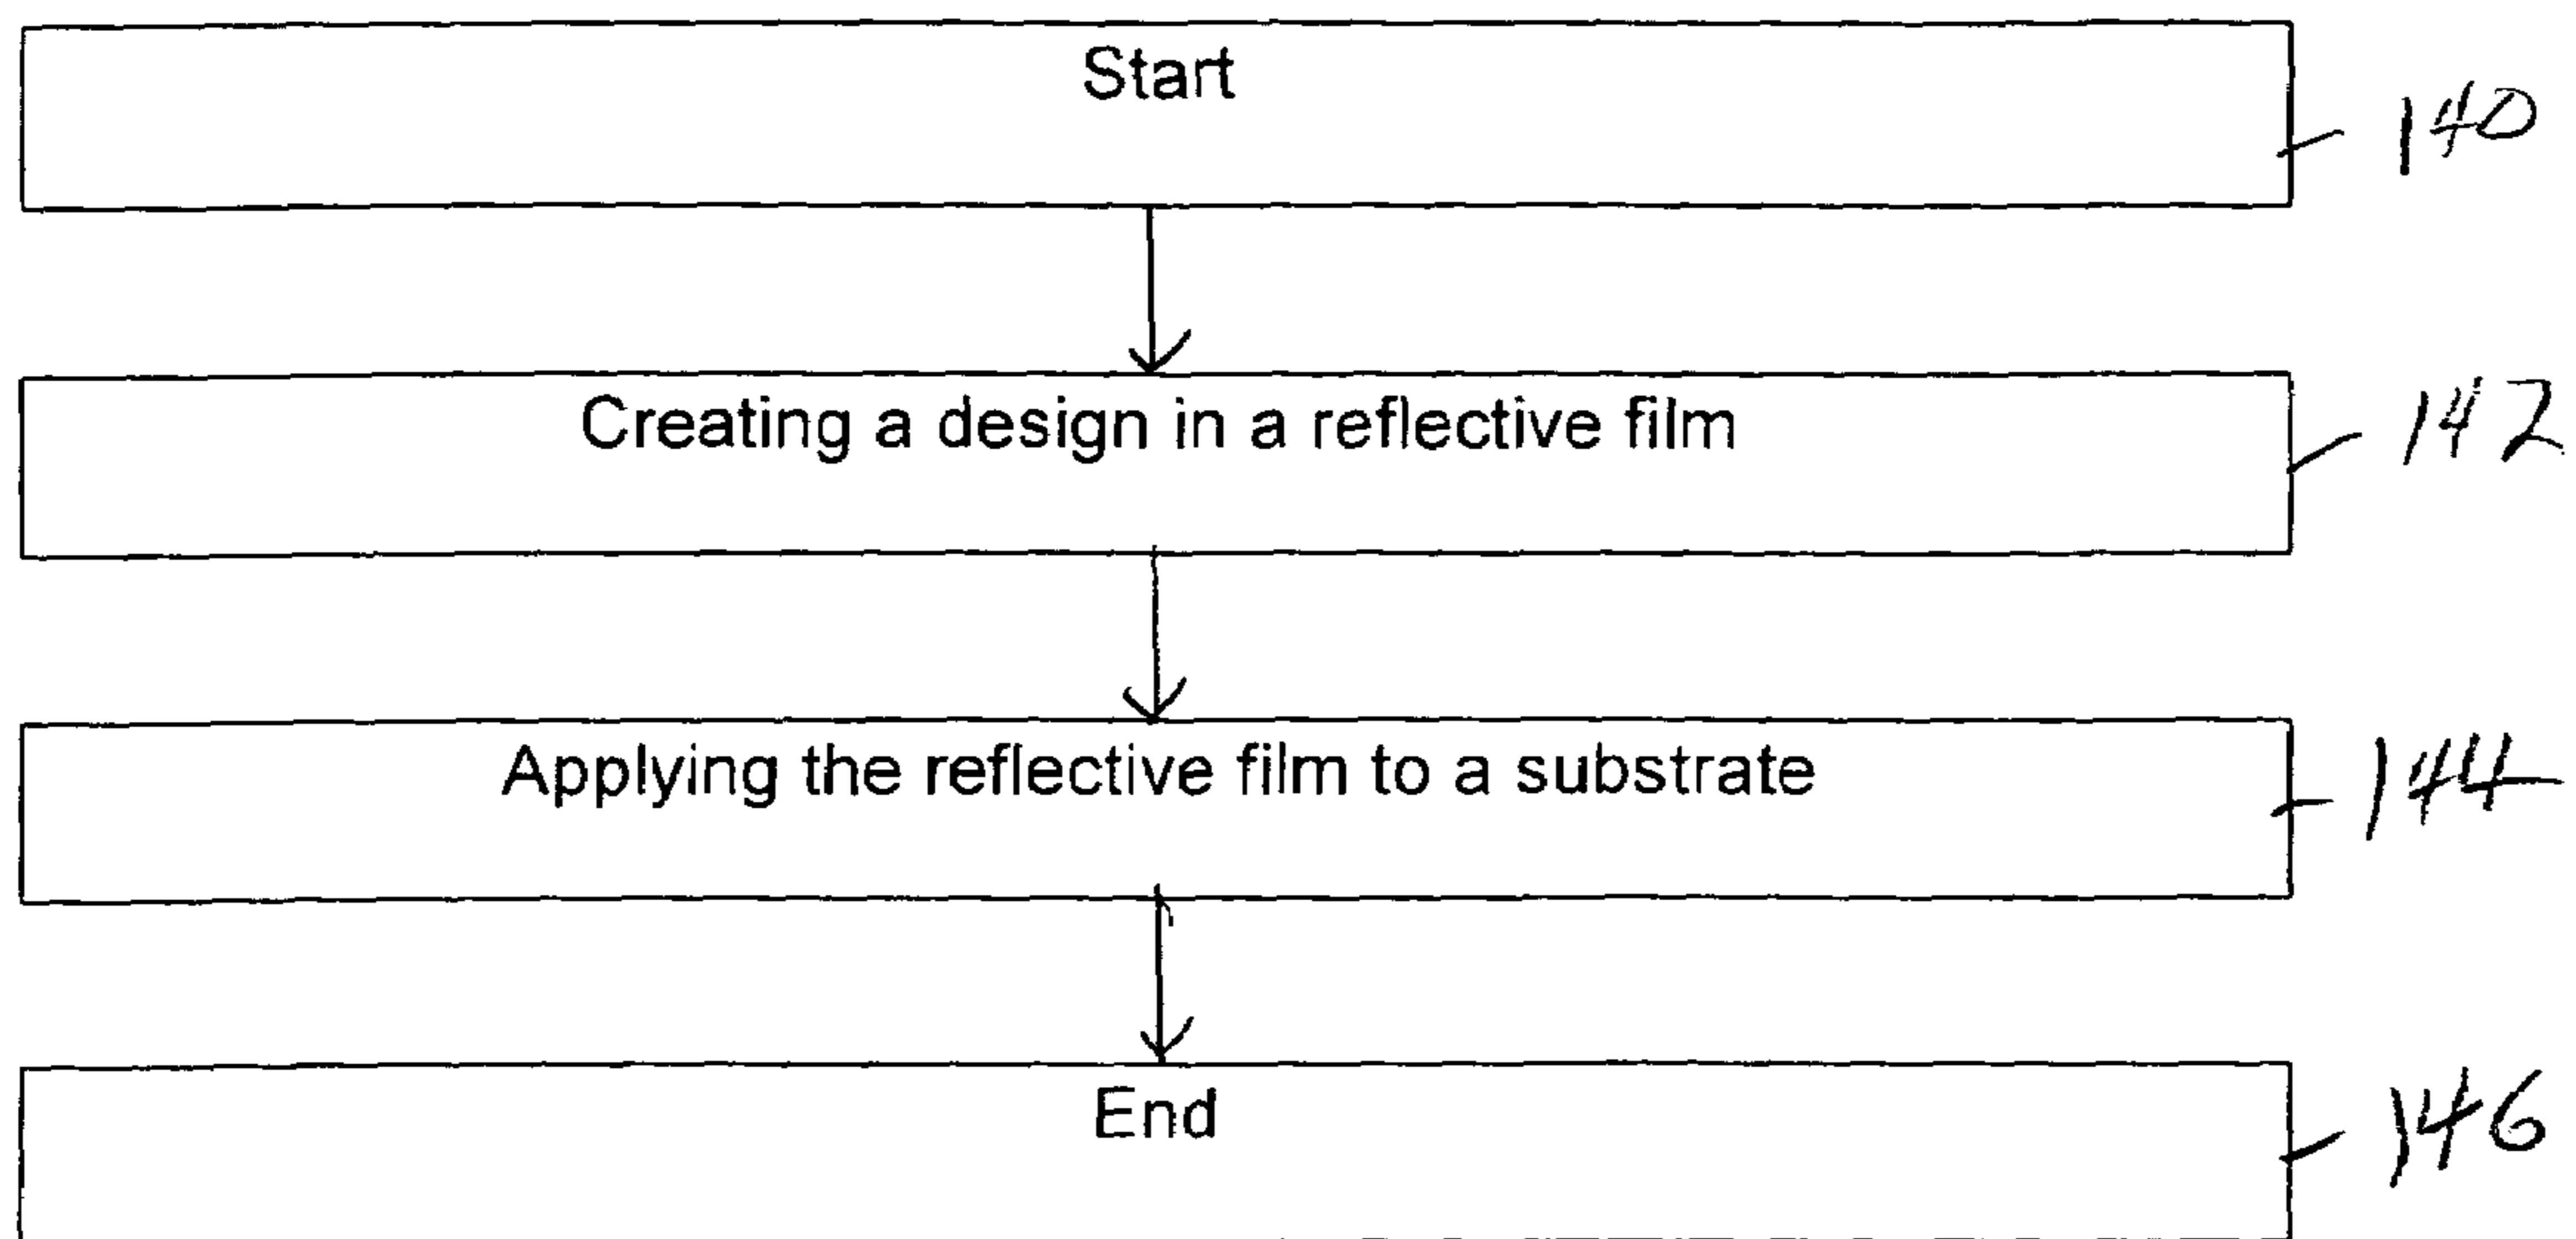 Start
140
Creating a design in a reflective film
142
Applying the reflective film to a substrate
144
End
146